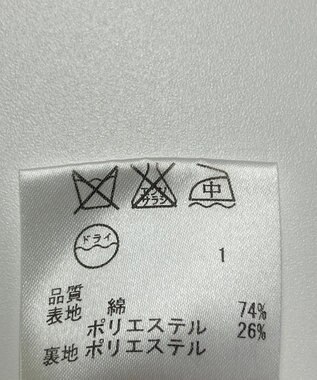 エンソ
サラシ
中
ドライ
1
品質
表地 綿 74%
ポリエステル 26%
裏地 ポリエステル